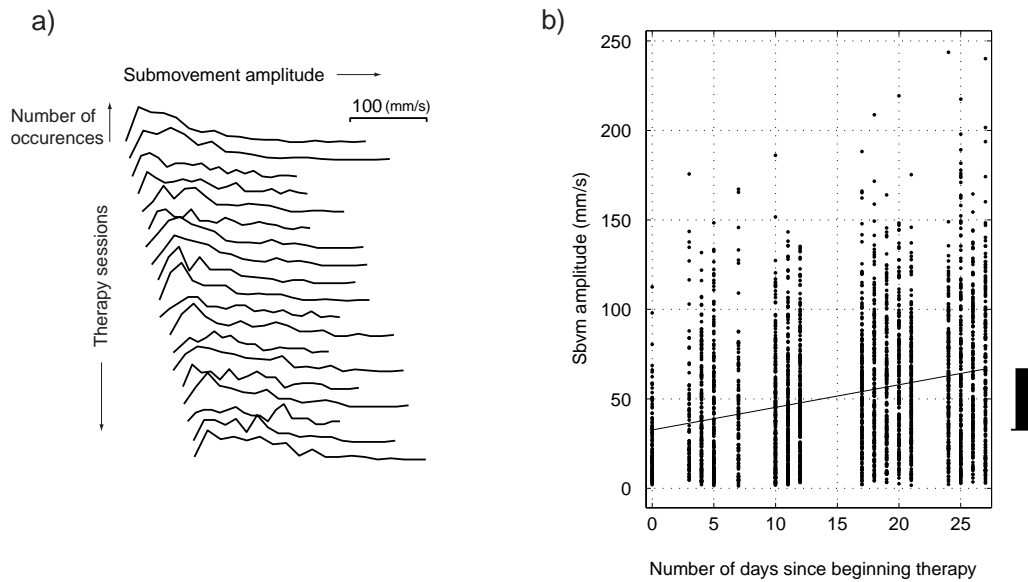 a)
Submovement amplitude
100 (mm/s)
Number of
occurences
Therapy sessions
b)
Sbvm amplitude (mm/s)
250
200
150
100
50
0
0 5 10 15 20 25
Number of days since beginning therapy